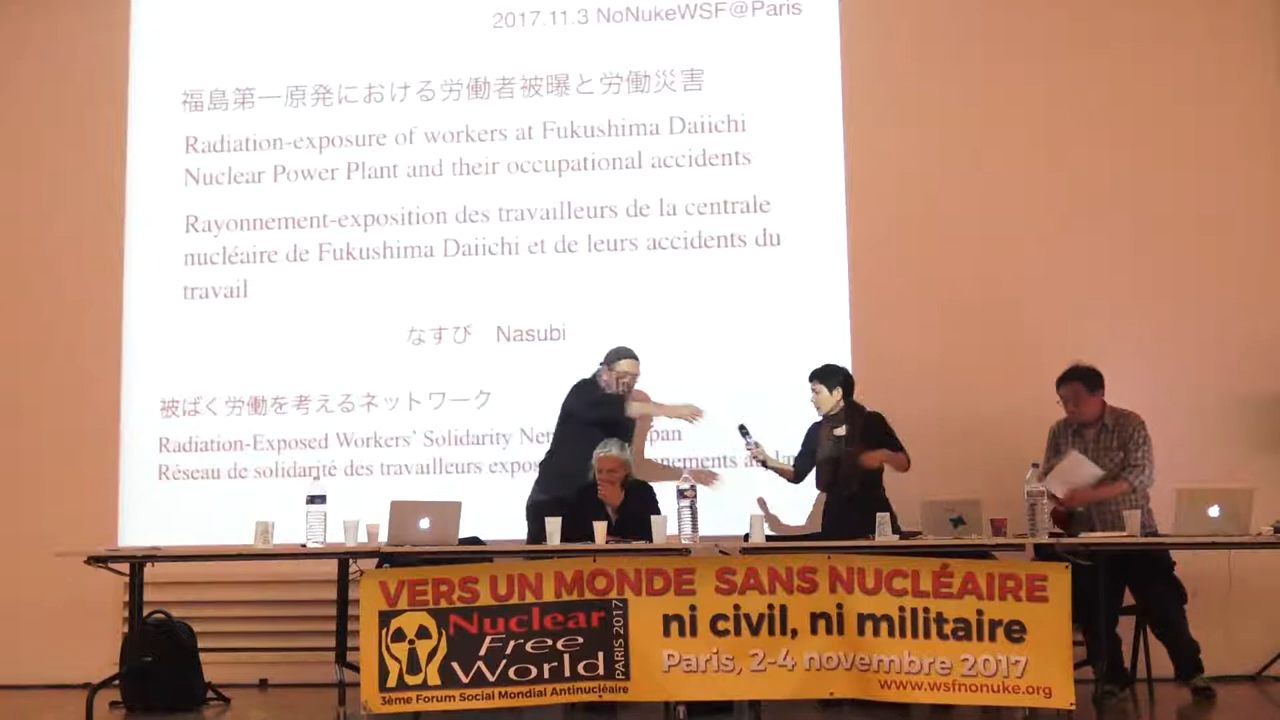 2017.11.3 NoNukeWSF@Paris
福島第一原発における労働者被曝と労働災害
Radiation-exposure of workers at Fukushima Daiichi
Nuclear Power Plant and their occupational accidents
Rayonnement-exposition des travailleurs de la centrale
nucléaire de Fukushima Daiichi et de leurs accidents du
travail
なすび Nasubi
被ばく労働を考えるネットワーク
Radiation-Exposed Workers' Solidarity
Réseau de solidarité des travailleurs
VERS UN MONDE SANS NUCLÉAIRE
ni civil, ni militaire
Paris, 2-4 novembre 2017
www.wsfnonuke.org
Nuclear
Free
World
PARIS 2017
3ème Forum Social Mondial Antinucléaire